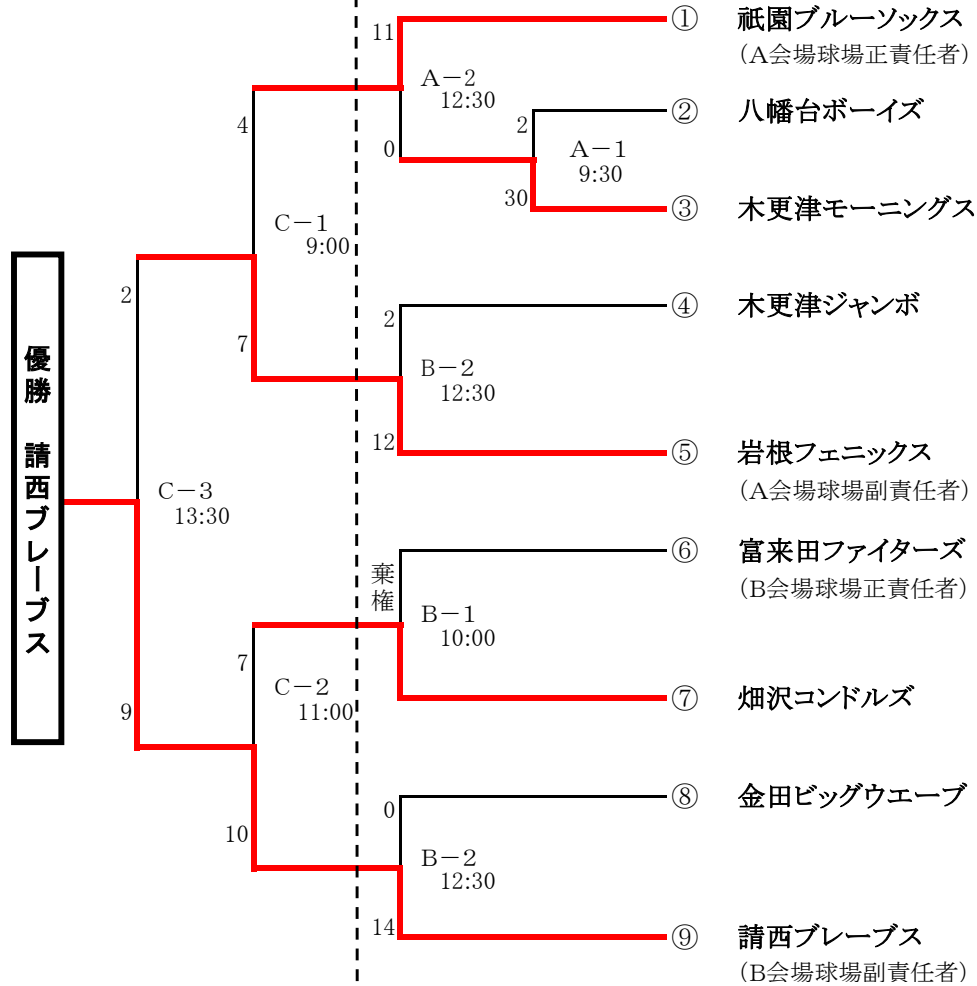 ① 祇園ブルーソックス
(A会場球場正責任者)
11
A-2
12:30
② 八幡台ボーイズ
4
2
0
A-1
9:30
30
③ 木更津モーニングス
C-1
9:00
2
④ 木更津ジャンボ
2
7
B-2
12:30
12
⑤ 岩根フェニックス
(A会場球場副責任者)
優勝 請西ブレーブス
C-3
13:30
⑥ 富来田ファイターズ
(B会場球場正責任者)
棄権
B-1
10:00
7
C-2
11:00
9
⑦ 畑沢コンドルズ
⑧ 金田ビッグウエーブ
0
10
B-2
12:30
14
⑨ 請西ブレーブス
(B会場球場副責任者)